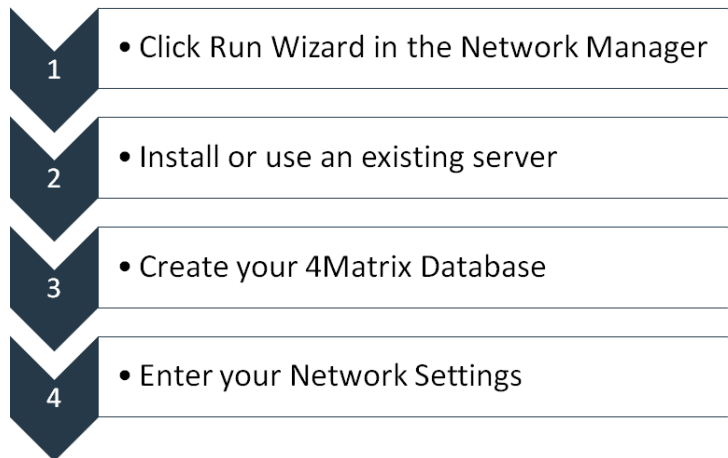 1
• Click Run Wizard in the Network Manager
2
• Install or use an existing server
3
• Create your 4Matrix Database
4
• Enter your Network Settings